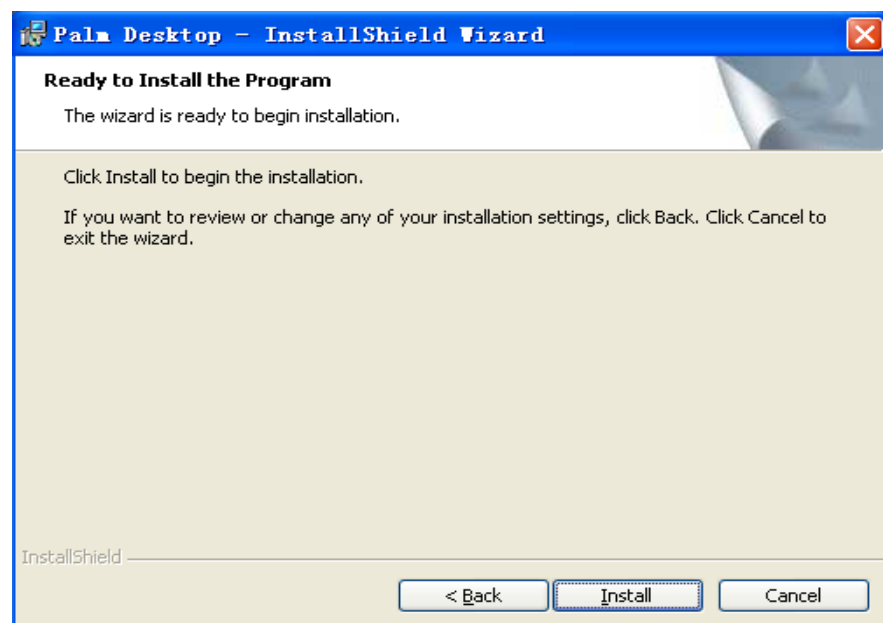 Palm Desktop - InstallShield Wizard
Ready to Install the Program
The wizard is ready to begin installation.
Click Install to begin the installation.
If you want to review or change any of your installation settings, click Back. Click Cancel to
exit the wizard.
InstallShield
< Back Install Cancel